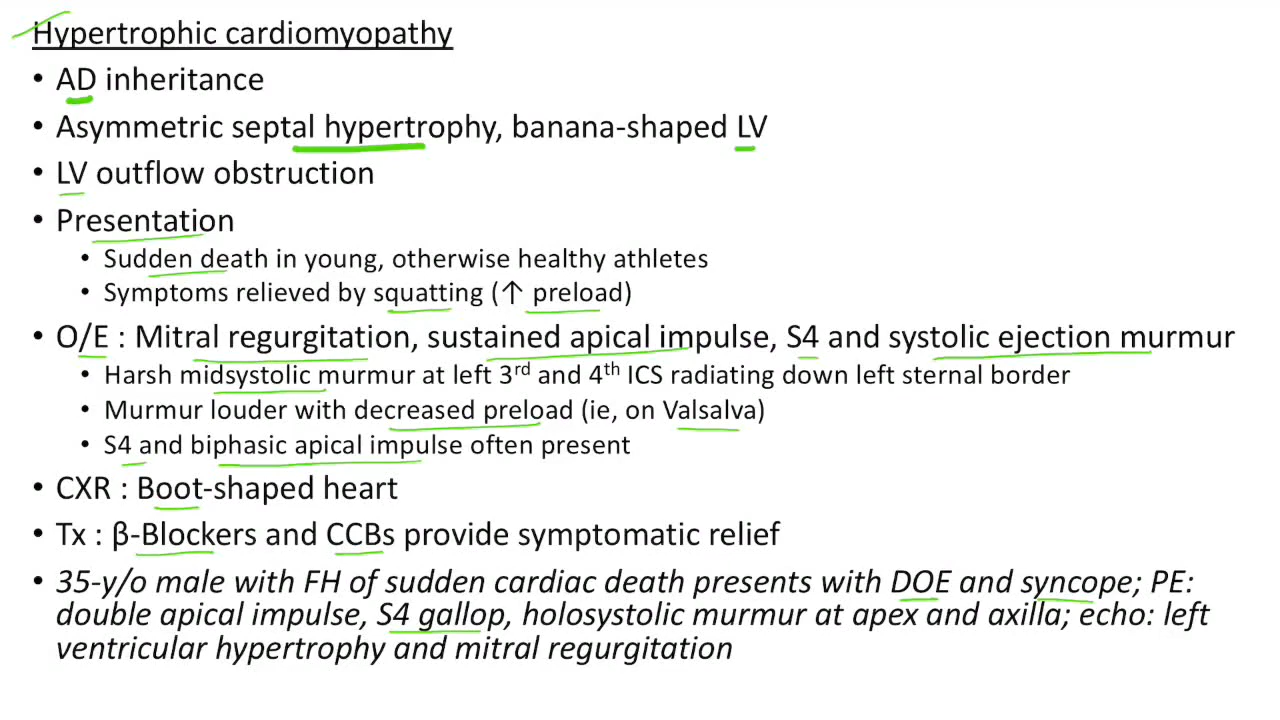 Hypertrophic cardiomyopathy
• AD inheritance
• Asymmetric septal hypertrophy, banana-shaped LV
• LV outflow obstruction
• Presentation
• Sudden death in young, otherwise healthy athletes
• Symptoms relieved by squatting (↑ preload)
• O/E : Mitral regurgitation, sustained apical impulse, S4 and systolic ejection murmur
• Harsh midsystolic murmur at left 3rd and 4th ICS radiating down left sternal border
• Murmur louder with decreased preload (ie, on Valsalva)
• S4 and biphasic apical impulse often present
• CXR : Boot-shaped heart
• Tx : β-Blockers and CCBs provide symptomatic relief
• 35-y/o male with FH of sudden cardiac death presents with DOE and syncope; PE:
double apical impulse, S4 gallop, holosystolic murmur at apex and axilla; echo: left
ventricular hypertrophy and mitral regurgitation